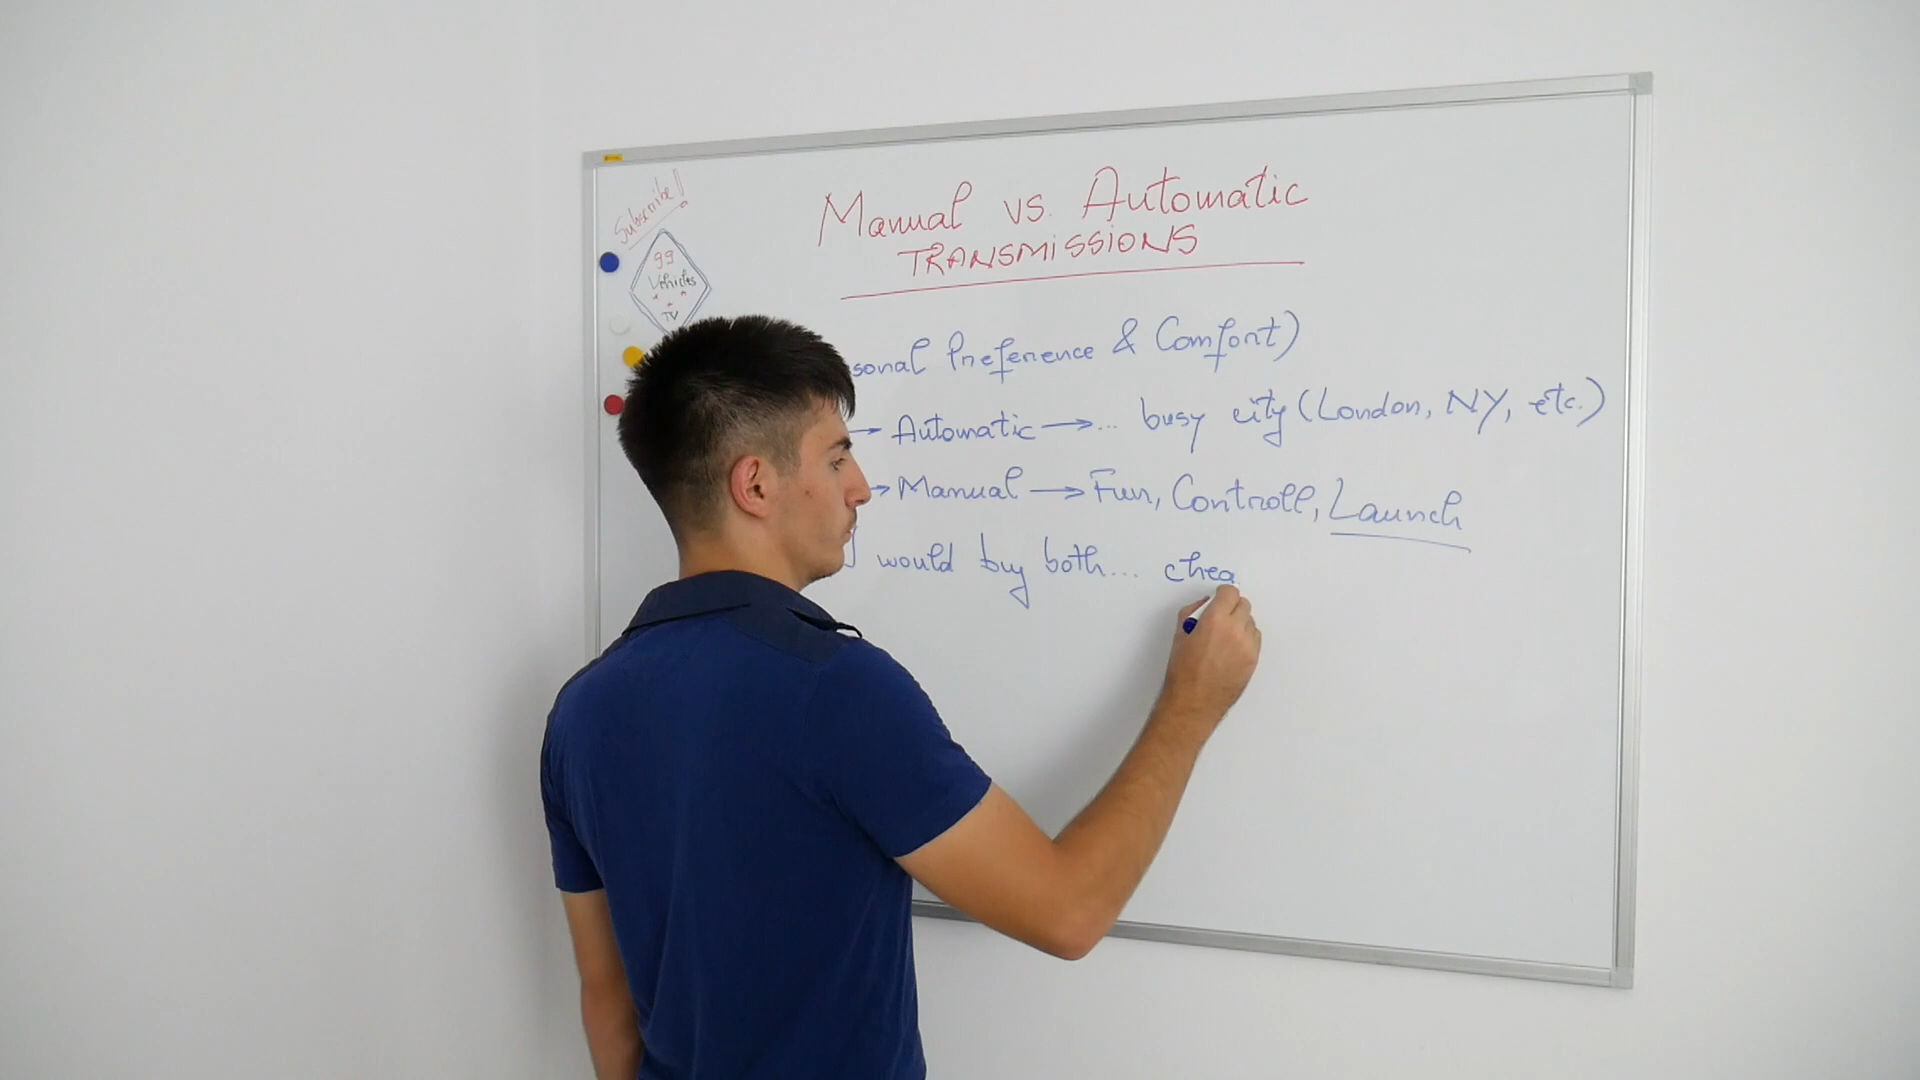 Subscribe!
99
Vehicles
TV
Manual vs. Automatic
TRANSMISSIONS
sonal Preference & Comfort)
→ Automatic → ... busy city (London, NY, etc.)
→ Manual → Fun, Controll, Launch
I would buy both... chea